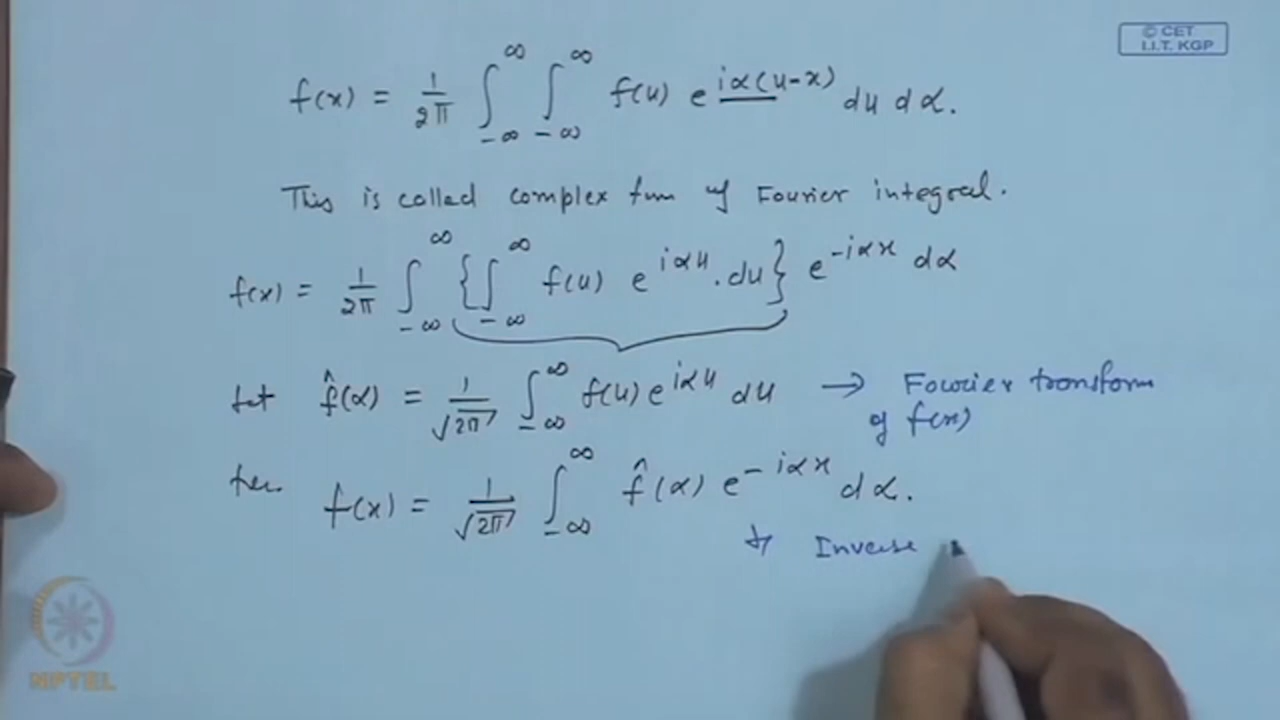 © CET
I.I.T. KGP
f(x) = 1/2π ∫_{-∞}^{∞} ∫_{-∞}^{∞} f(u) e^{iα(u-x)} du dα.
This is called complex form of Fourier integral.
f(x) = 1/2π ∫_{-∞}^{∞} {∫_{-∞}^{∞} f(u) e^{iαu} . du} e^{-iαx} dα
Let f̂(α) = 1/√2π ∫_{-∞}^{∞} f(u) e^{iαu} du → Fourier transform
of f(x)
then f(x) = 1/√2π ∫_{-∞}^{∞} f̂(α) e^{-iαx} dα.
Inverse
NPTEL